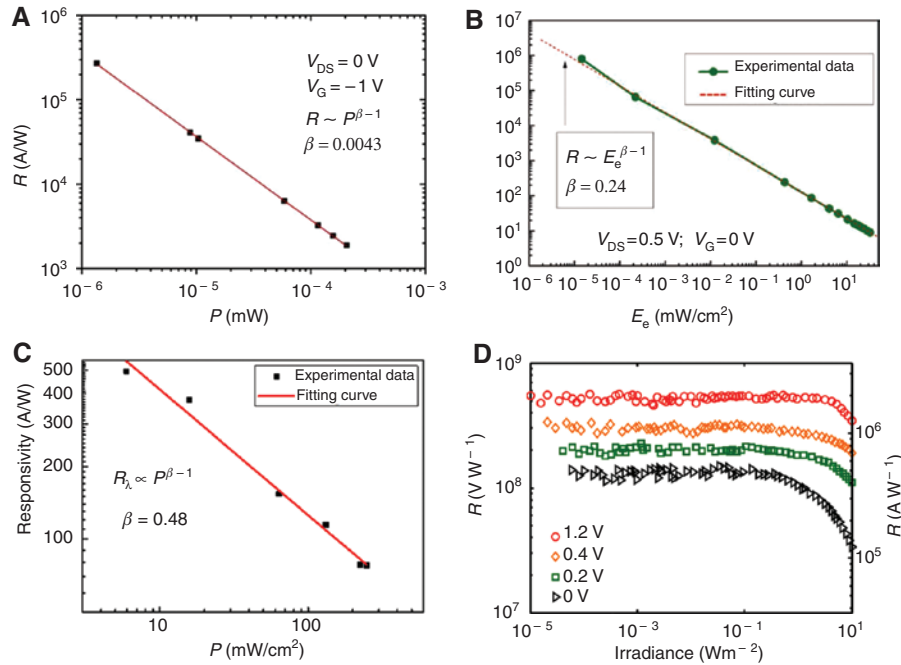 A
10^6
10^5
10^4
10^3
R (A/W)
V_DS = 0 V
V_G = −1 V
R ~ P^β−1
β = 0.0043
10^−6
10^−5
10^−4
10^−3
P (mW)
B
10^7
10^6
10^5
10^4
10^3
10^2
10^1
10^0
R (A/W)
Experimental data
Fitting curve
R ~ E_e^β−1
β = 0.24
V_DS=0.5 V; V_G=0 V
10^−6
10^−5
10^−4
10^−3
10^−2
10^−1
10^0
10^1
E_e (mW/cm^2)
C
500
400
300
200
100
Responsivity (A/W)
Experimental data
Fitting curve
R_λ ∝ P^β−1
β = 0.48
10
100
P (mW/cm^2)
D
10^9
10^8
10^7
R (V W^−1)
10^6
10^5
R (A W^−1)
1.2 V
0.4 V
0.2 V
0 V
10^−5
10^−3
10^−1
10^1
Irradiance (Wm^−2)